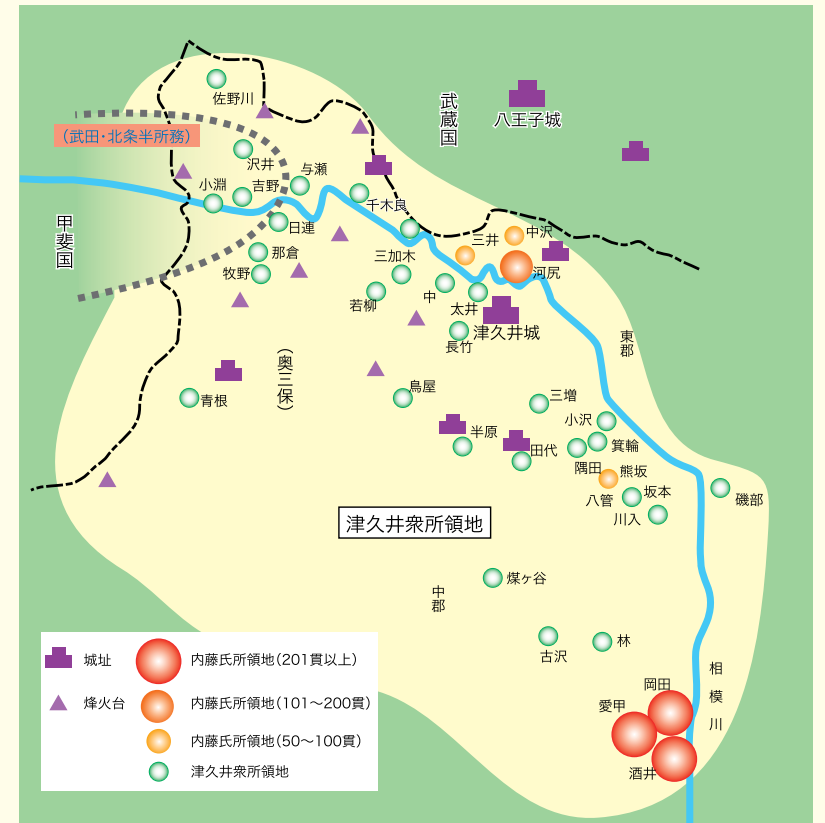 佐野川
武蔵国
八王子城
(武田・北条半所務)
沢井
与瀬
小淵
吉野
千木良
甲斐国
日連
三井
中沢
那倉
三加木
河尻
牧野
若柳
中
太井
津久井城
長竹
東郡
(奥三保)
青根
鳥屋
三増
小沢
半原
田代
箕輪
隅田
熊坂
八管
坂本
磯部
川入
津久井衆所領地
煤ヶ谷
中郡
古沢
林
相模川
岡田
愛甲
酒井
城址
内藤氏所領地(201貫以上)
烽火台
内藤氏所領地(101～200貫)
内藤氏所領地(50～100貫)
津久井衆所領地